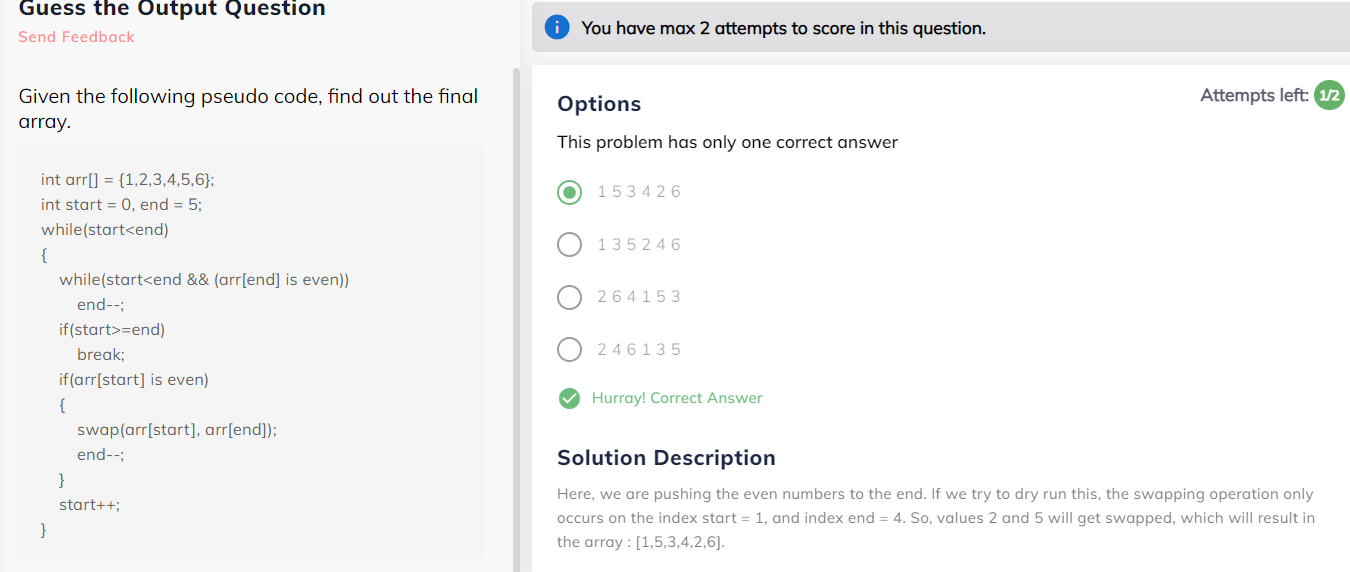 Guess the Output Question
Send Feedback
Given the following pseudo code, find out the final
array.
int arr[] = {1,2,3,4,5,6};
int start = 0, end = 5;
while(start<end)
{
while(start<end && (arr[end] is even))
end--;
if(start>=end)
break;
if(arr[start] is even)
{
swap(arr[start], arr[end]);
end--;
}
start++;
}
You have max 2 attempts to score in this question.
Options
Attempts left: 1/2
This problem has only one correct answer
1 5 3 4 2 6
1 3 5 2 4 6
2 6 4 1 5 3
2 4 6 1 3 5
Hurray! Correct Answer
Solution Description
Here, we are pushing the even numbers to the end. If we try to dry run this, the swapping operation only
occurs on the index start = 1, and index end = 4. So, values 2 and 5 will get swapped, which will result in
the array : [1,5,3,4,2,6].